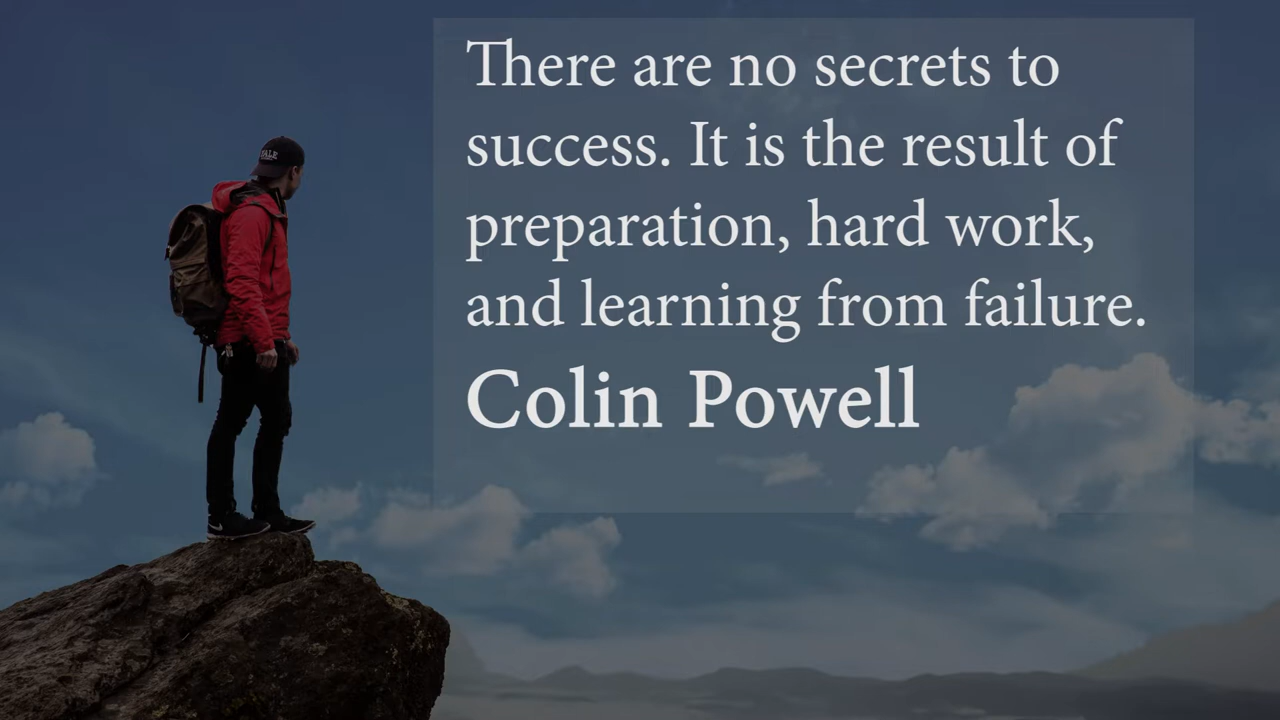 There are no secrets to
success. It is the result of
preparation, hard work,
and learning from failure.
Colin Powell